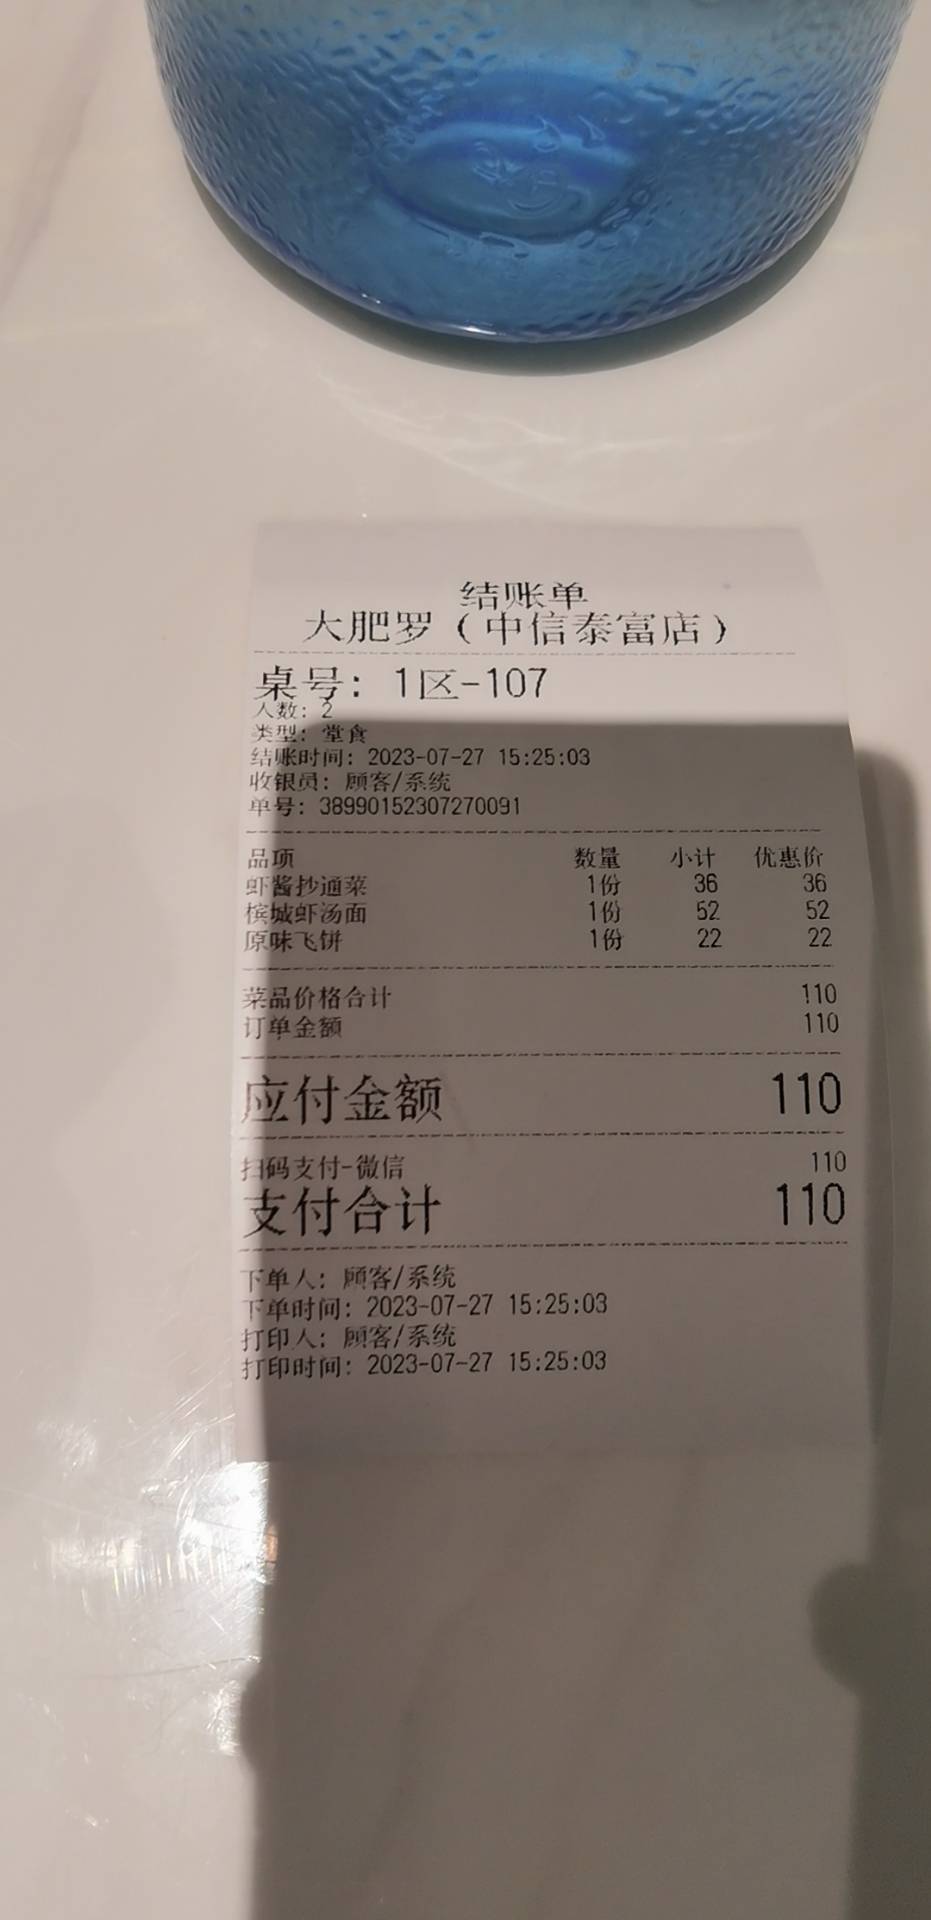 结账单
大肥罗（中信泰富店）
桌号: 1区-107
人数: 2
类型: 堂食
结账时间: 2023-07-27 15:25:03
收银员: 顾客/系统
单号: 38990152307270091
品项 数量 小计 优惠价
虾酱抄通菜 1份 36 36
槟城虾汤面 1份 52 52
原味飞饼 1份 22 22
菜品价格合计 110
订单金额 110
应付金额 110
扫码支付-微信 110
支付合计 110
下单人: 顾客/系统
下单时间: 2023-07-27 15:25:03
打印人: 顾客/系统
打印时间: 2023-07-27 15:25:03